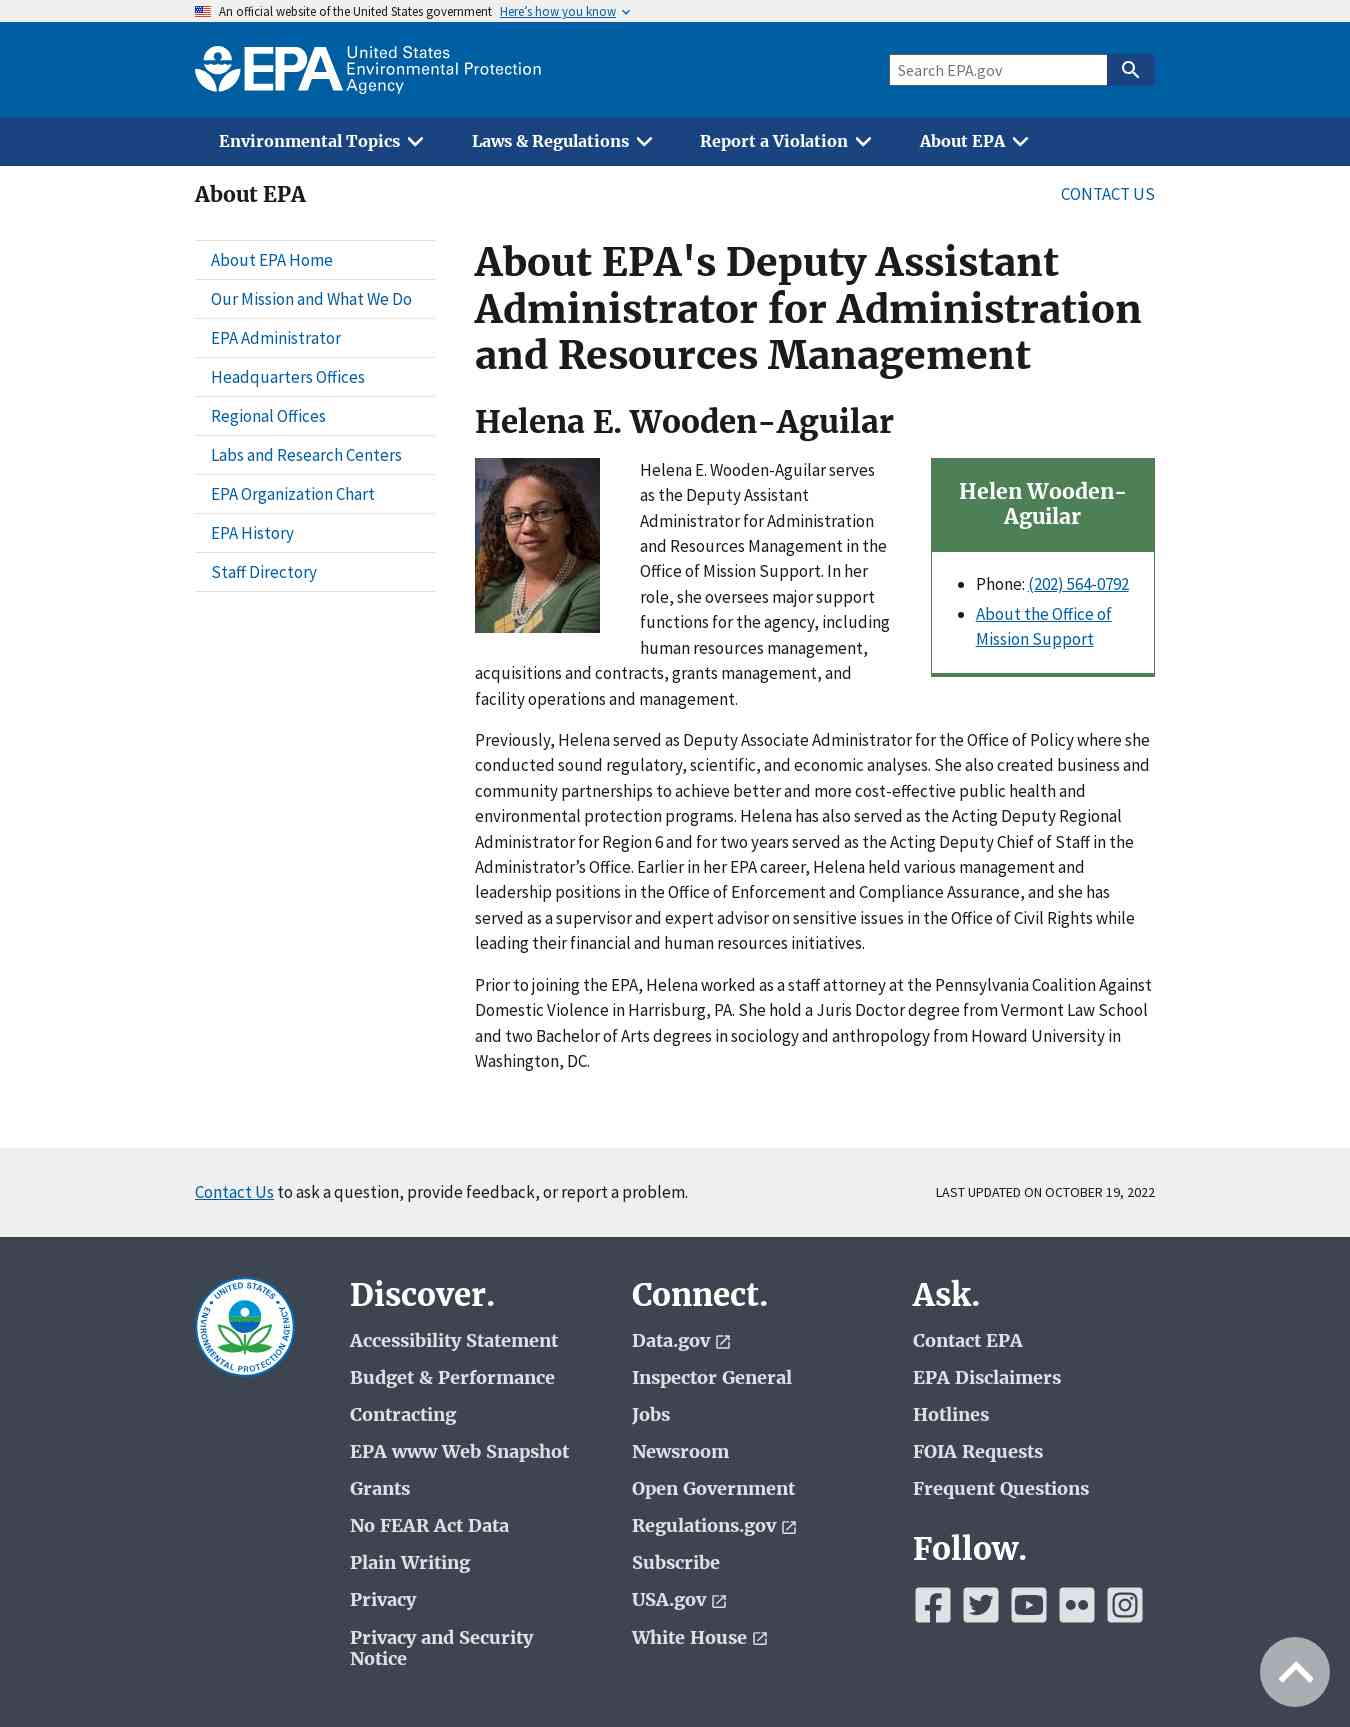 An official website of the United States government Here’s how you know
EPA United States
Environmental Protection
Agency
Search EPA.gov
Environmental Topics
Laws & Regulations
Report a Violation
About EPA
About EPA
CONTACT US
About EPA Home
Our Mission and What We Do
EPA Administrator
Headquarters Offices
Regional Offices
Labs and Research Centers
EPA Organization Chart
EPA History
Staff Directory
About EPA's Deputy Assistant
Administrator for Administration
and Resources Management
Helena E. Wooden-Aguilar
Helena E. Wooden-Aguilar serves
as the Deputy Assistant
Administrator for Administration
and Resources Management in the
Office of Mission Support. In her
role, she oversees major support
functions for the agency, including
human resources management,
acquisitions and contracts, grants management, and
facility operations and management.
Helen Wooden-
Aguilar
Phone: (202) 564-0792
About the Office of
Mission Support
Previously, Helena served as Deputy Associate Administrator for the Office of Policy where she
conducted sound regulatory, scientific, and economic analyses. She also created business and
community partnerships to achieve better and more cost-effective public health and
environmental protection programs. Helena has also served as the Acting Deputy Regional
Administrator for Region 6 and for two years served as the Acting Deputy Chief of Staff in the
Administrator’s Office. Earlier in her EPA career, Helena held various management and
leadership positions in the Office of Enforcement and Compliance Assurance, and she has
served as a supervisor and expert advisor on sensitive issues in the Office of Civil Rights while
leading their financial and human resources initiatives.
Prior to joining the EPA, Helena worked as a staff attorney at the Pennsylvania Coalition Against
Domestic Violence in Harrisburg, PA. She hold a Juris Doctor degree from Vermont Law School
and two Bachelor of Arts degrees in sociology and anthropology from Howard University in
Washington, DC.
Contact Us to ask a question, provide feedback, or report a problem.
LAST UPDATED ON OCTOBER 19, 2022
UNITED STATES
ENVIRONMENTAL PROTECTION AGENCY
Discover.
Accessibility Statement
Budget & Performance
Contracting
EPA www Web Snapshot
Grants
No FEAR Act Data
Plain Writing
Privacy
Privacy and Security
Notice
Connect.
Data.gov
Inspector General
Jobs
Newsroom
Open Government
Regulations.gov
Subscribe
USA.gov
White House
Ask.
Contact EPA
EPA Disclaimers
Hotlines
FOIA Requests
Frequent Questions
Follow.